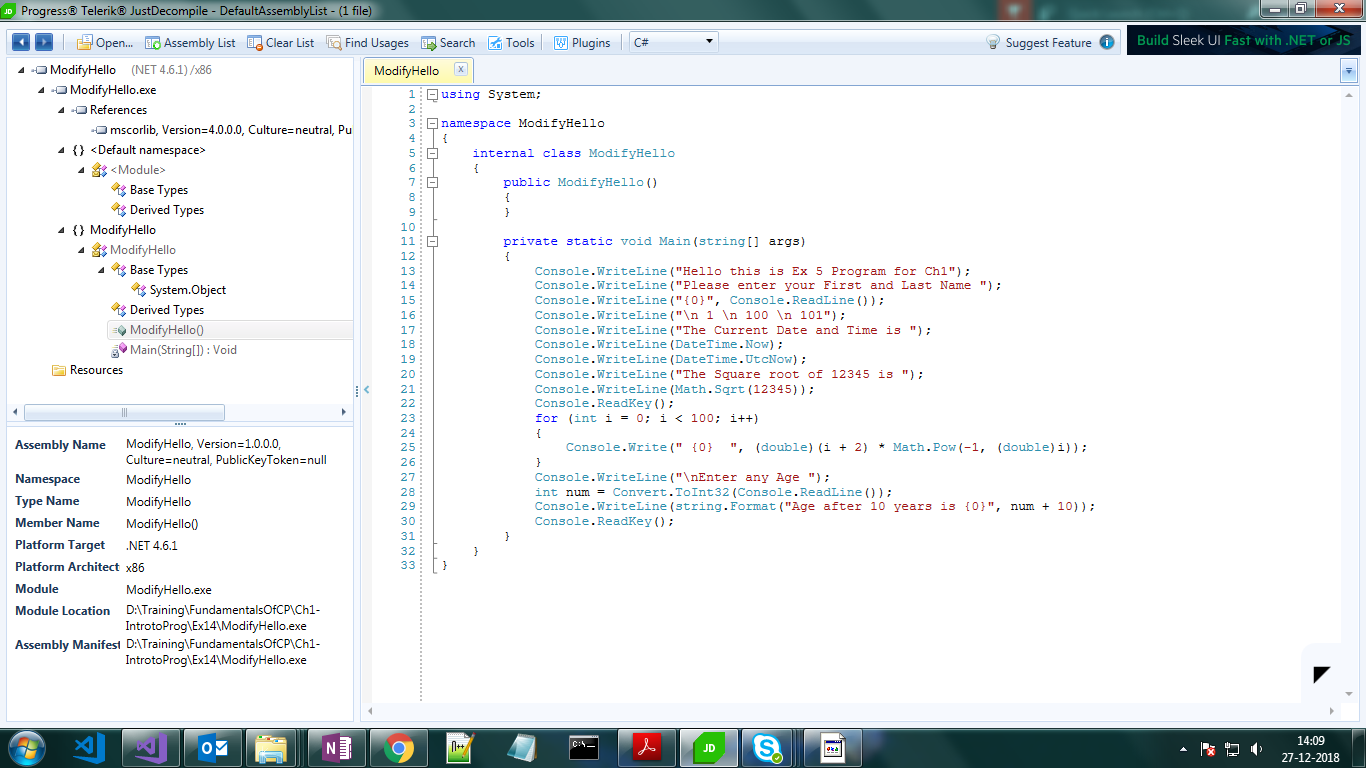 Progress® Telerik® JustDecompile - DefaultAssemblyList - (1 file)
Open... Assembly List Clear List Find Usages Search Tools Plugins C# Suggest Feature Build Sleek UI Fast with .NET or JS
ModifyHello (NET 4.6.1) /x86
ModifyHello.exe
References
mscorlib, Version=4.0.0.0, Culture=neutral, Pu
{} <Default namespace>
<Module>
Base Types
Derived Types
{} ModifyHello
ModifyHello
Base Types
System.Object
Derived Types
ModifyHello()
Main(String[]) : Void
Resources
Assembly Name ModifyHello, Version=1.0.0.0,
Culture=neutral, PublicKeyToken=null
Namespace ModifyHello
Type Name ModifyHello
Member Name ModifyHello()
Platform Target .NET 4.6.1
Platform Architect x86
Module ModifyHello.exe
Module Location D:\Training\FundamentalsOfCP\Ch1-
IntrotoProg\Ex14\ModifyHello.exe
Assembly Manifest D:\Training\FundamentalsOfCP\Ch1-
IntrotoProg\Ex14\ModifyHello.exe
ModifyHello
1 using System;
2
3 namespace ModifyHello
4 {
5 internal class ModifyHello
6 {
7 public ModifyHello()
8 {
9 }
10
11 private static void Main(string[] args)
12 {
13 Console.WriteLine("Hello this is Ex 5 Program for Ch1");
14 Console.WriteLine("Please enter your First and Last Name ");
15 Console.WriteLine("{0}", Console.ReadLine());
16 Console.WriteLine("\n 1 \n 100 \n 101");
17 Console.WriteLine("The Current Date and Time is ");
18 Console.WriteLine(DateTime.Now);
19 Console.WriteLine(DateTime.UtcNow);
20 Console.WriteLine("The Square root of 12345 is ");
21 Console.WriteLine(Math.Sqrt(12345));
22 Console.ReadKey();
23 for (int i = 0; i < 100; i++)
24 {
25 Console.Write(" {0}  ", (double)(i + 2) * Math.Pow(-1, (double)i));
26 }
27 Console.WriteLine("\nEnter any Age ");
28 int num = Convert.ToInt32(Console.ReadLine());
29 Console.WriteLine(string.Format("Age after 10 years is {0}", num + 10));
30 Console.ReadKey();
31 }
32 }
33 }
JD
14:09
27-12-2018